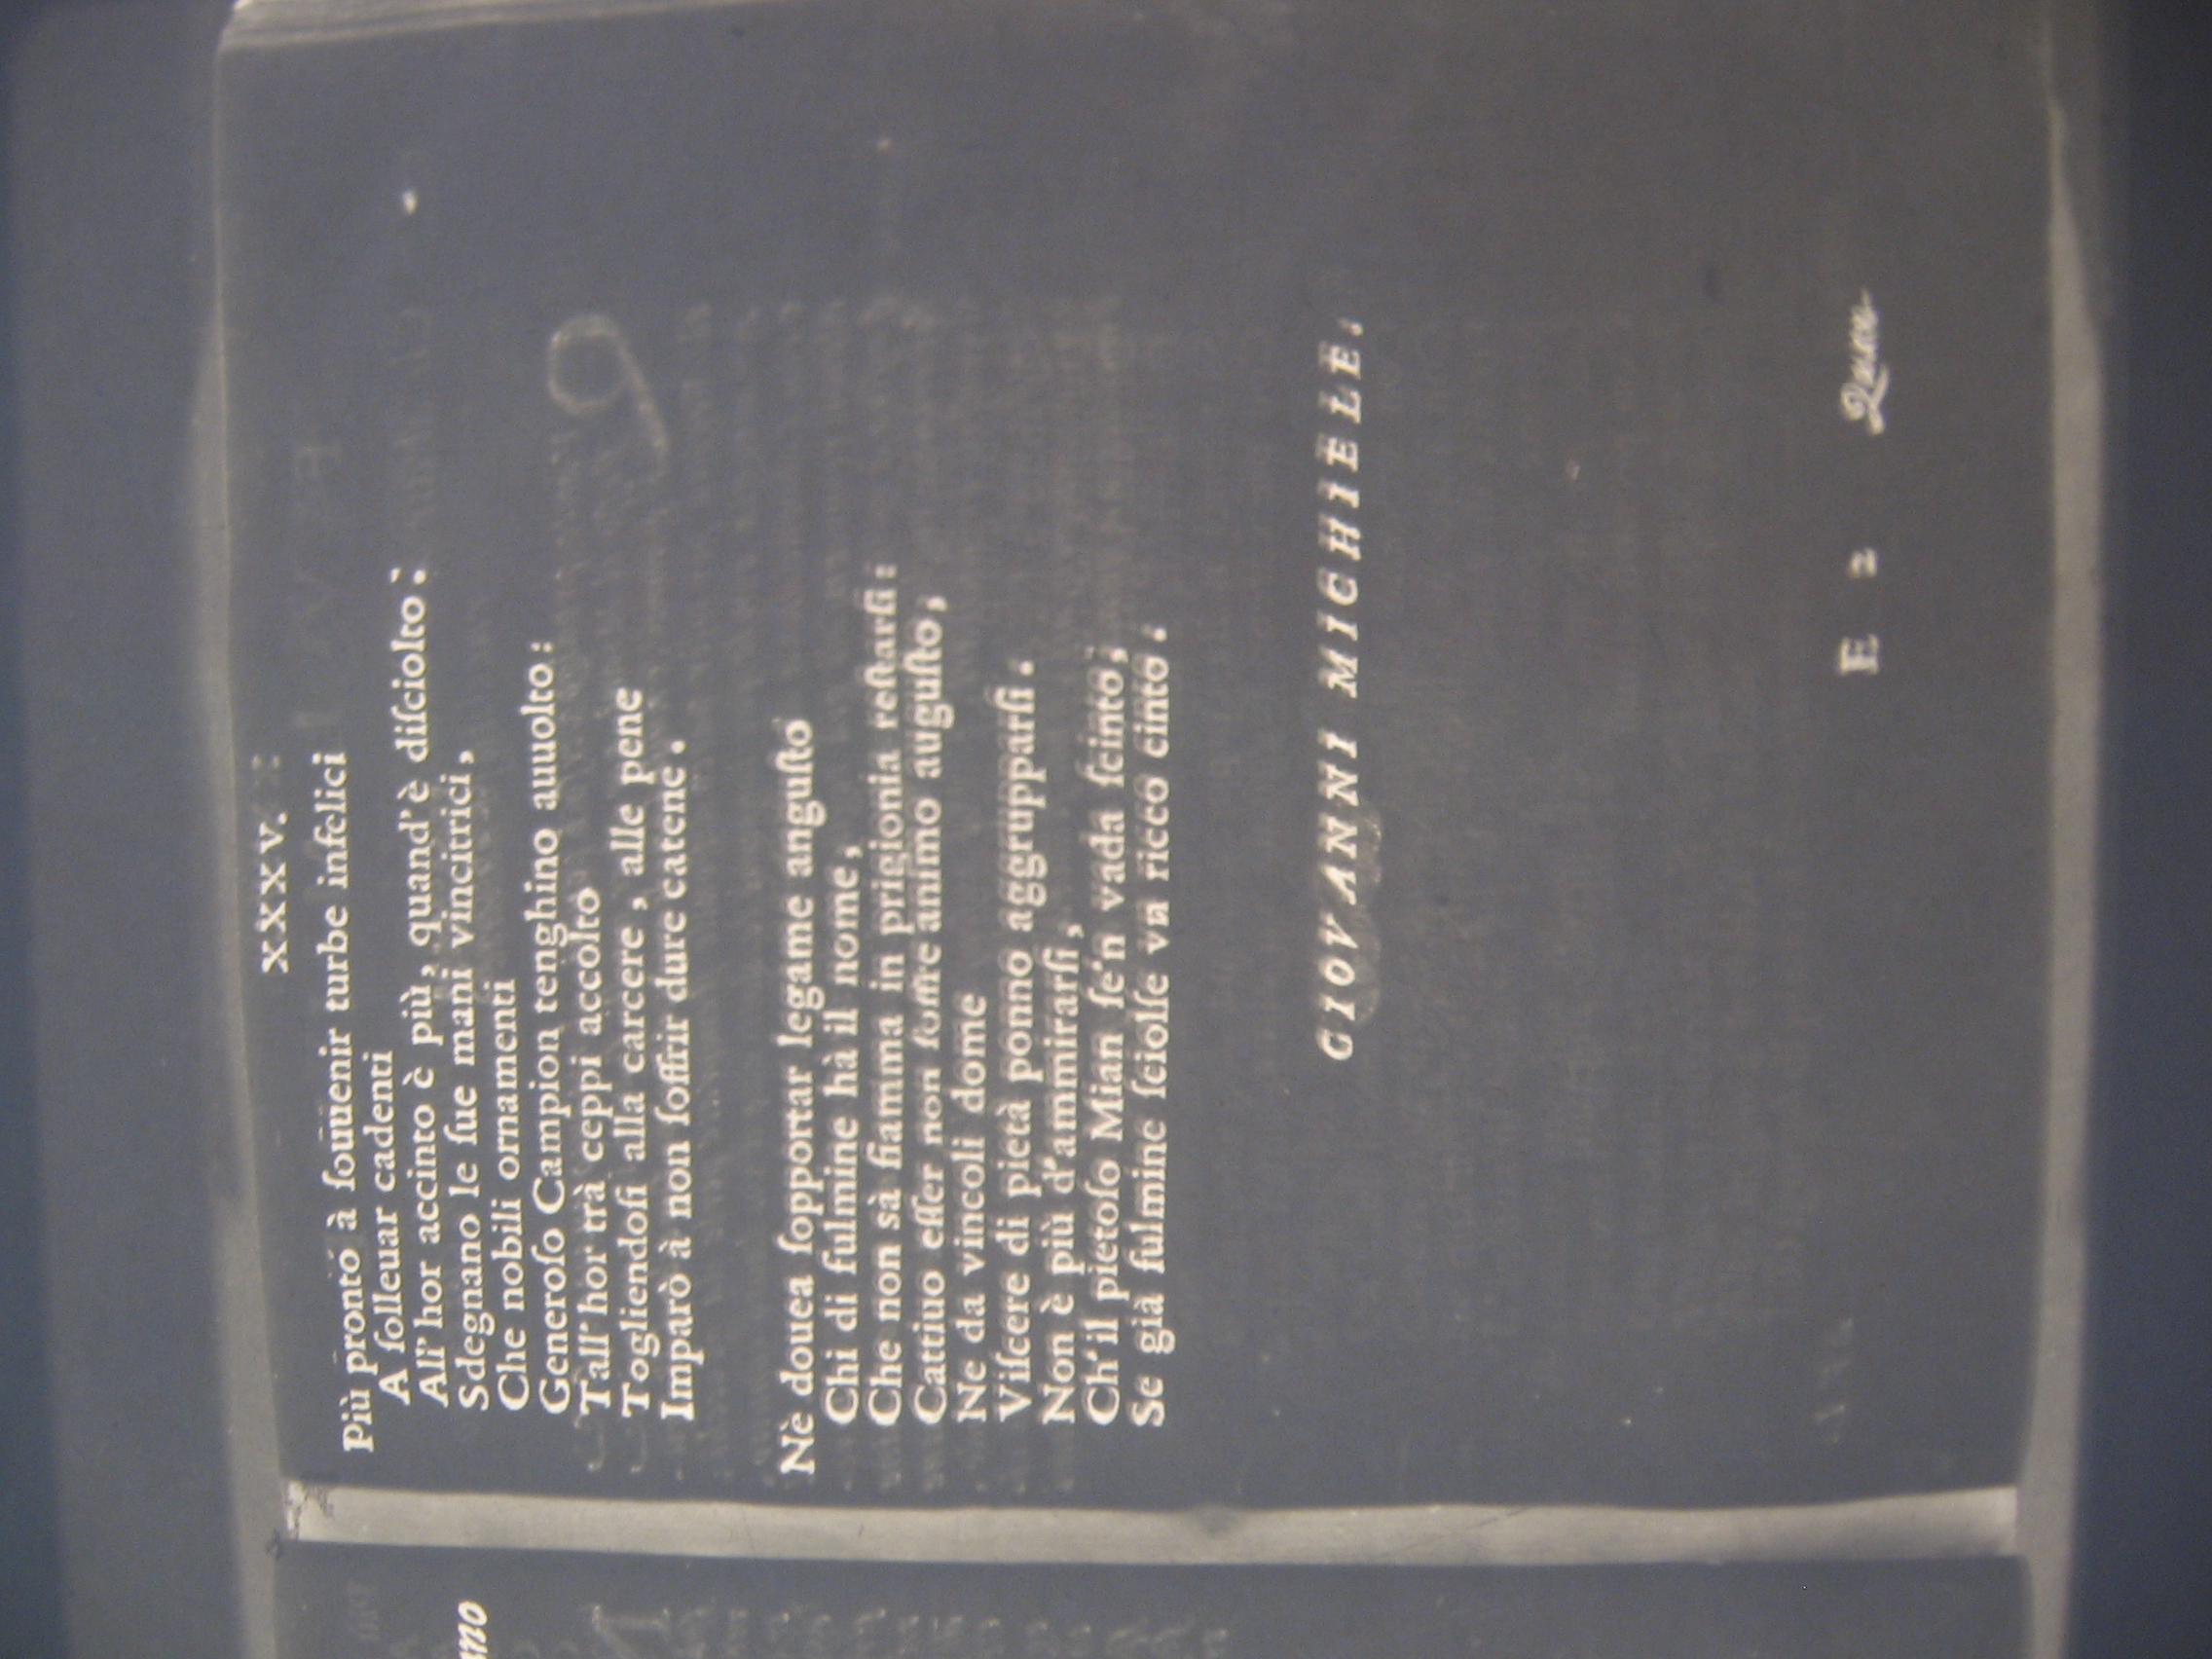 XXXV.
Più pronto à ſouuenir turbe infelici
A ſolleuar cadenti
All'hor accinto è più, quand'è diſciolto:
Sdegnano le ſue mani vincitrici,
Che nobili ornamenti
Generoſo Campion tenghino auuolto:
Tall'hor trà ceppi accolto
Togliendoſi alla carcere, alle pene
Imparò à non ſoffrir dure catene.
Nè douea ſopportar legame anguſto
Chi di fulmine hà il nome,
Che non sà fiamma in prigionia reſtarſi:
Cattiuo eſſer non ſuole animo auguſto,
Ne da vincoli dome
Viſcere di pietà ponno aggrupparſi.
Non è più d'ammirarſi,
Ch'il pietoſo Mian ſe'n vada ſcinto,
Se già fulmine ſciolſe vn ricco cinto.
GIOVANNI MICHIELE.
E 2